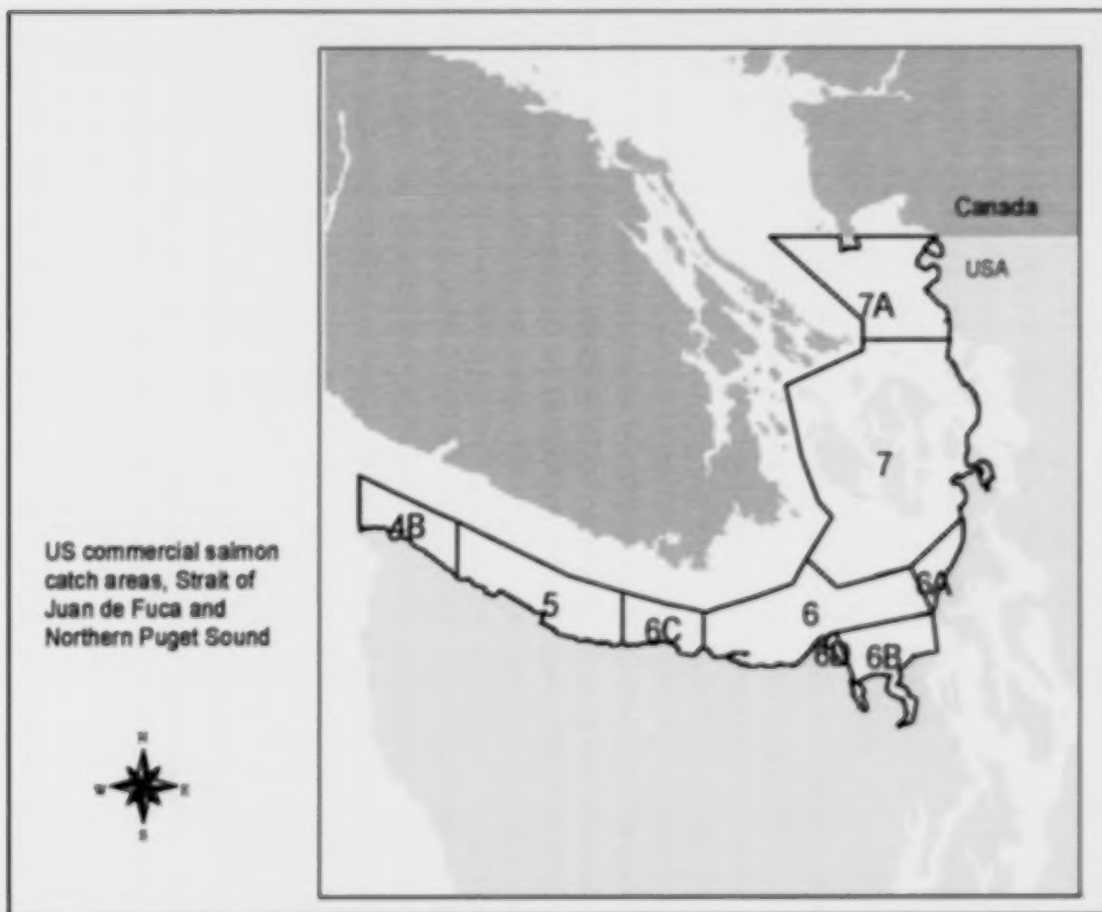 Canada
USA
7A
7
4B
5
6C
6
6A
6D
6B
US commercial salmon
catch areas, Strait of
Juan de Fuca and
Northern Puget Sound
N
W E
S